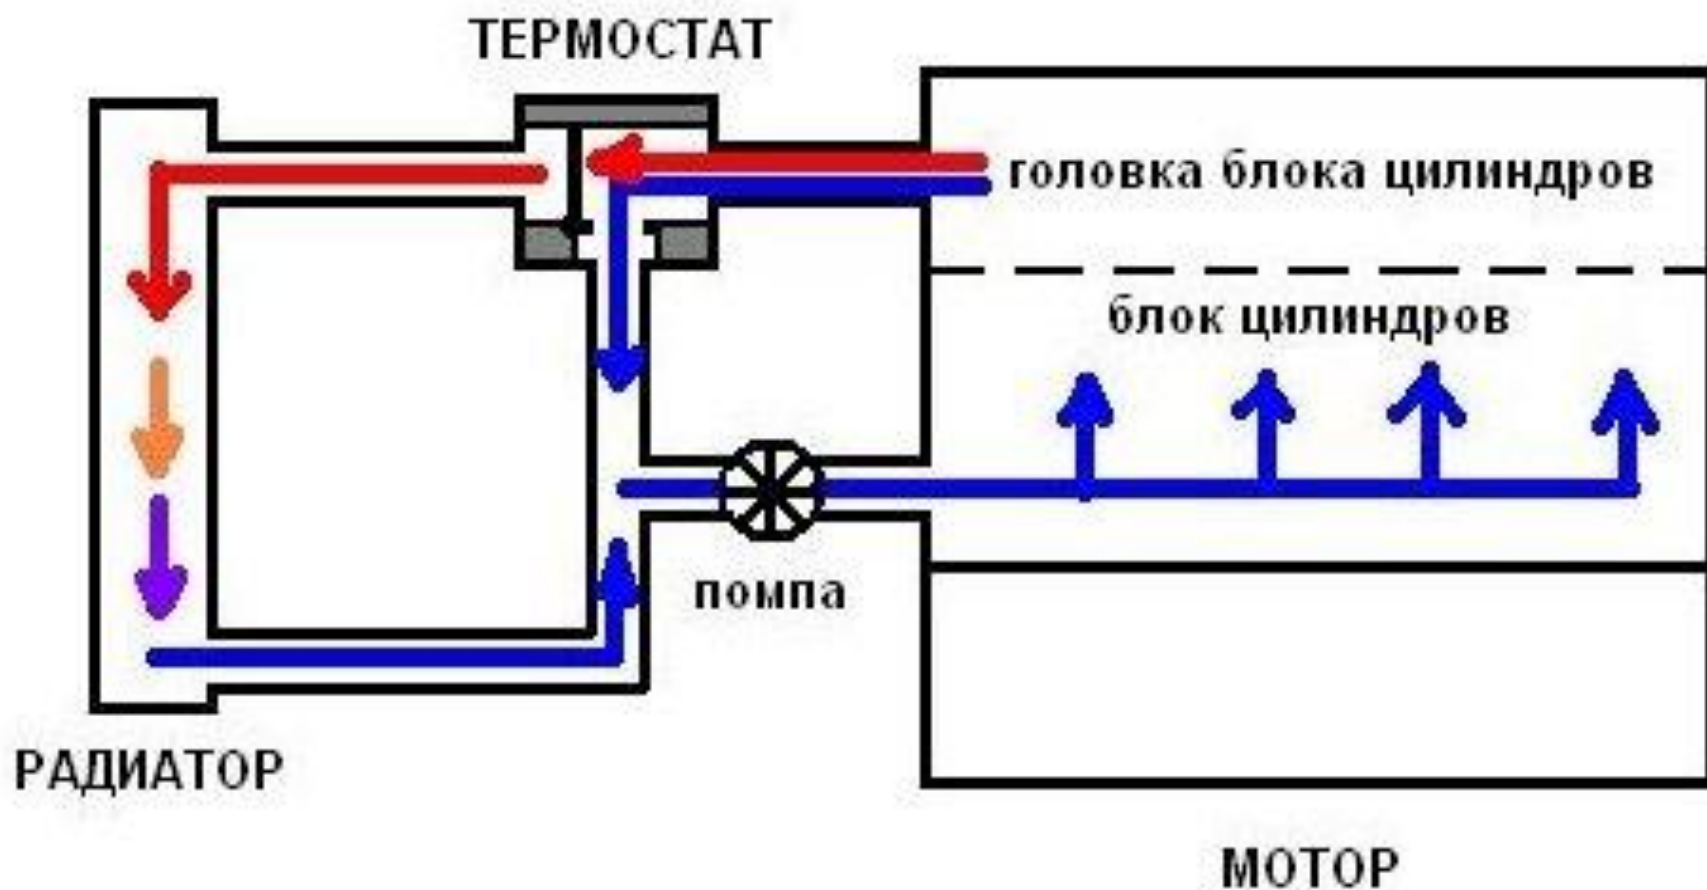 ТЕРМОСТАТ
головка блока цилиндров
блок цилиндров
помпа
РАДИАТОР
МОТОР